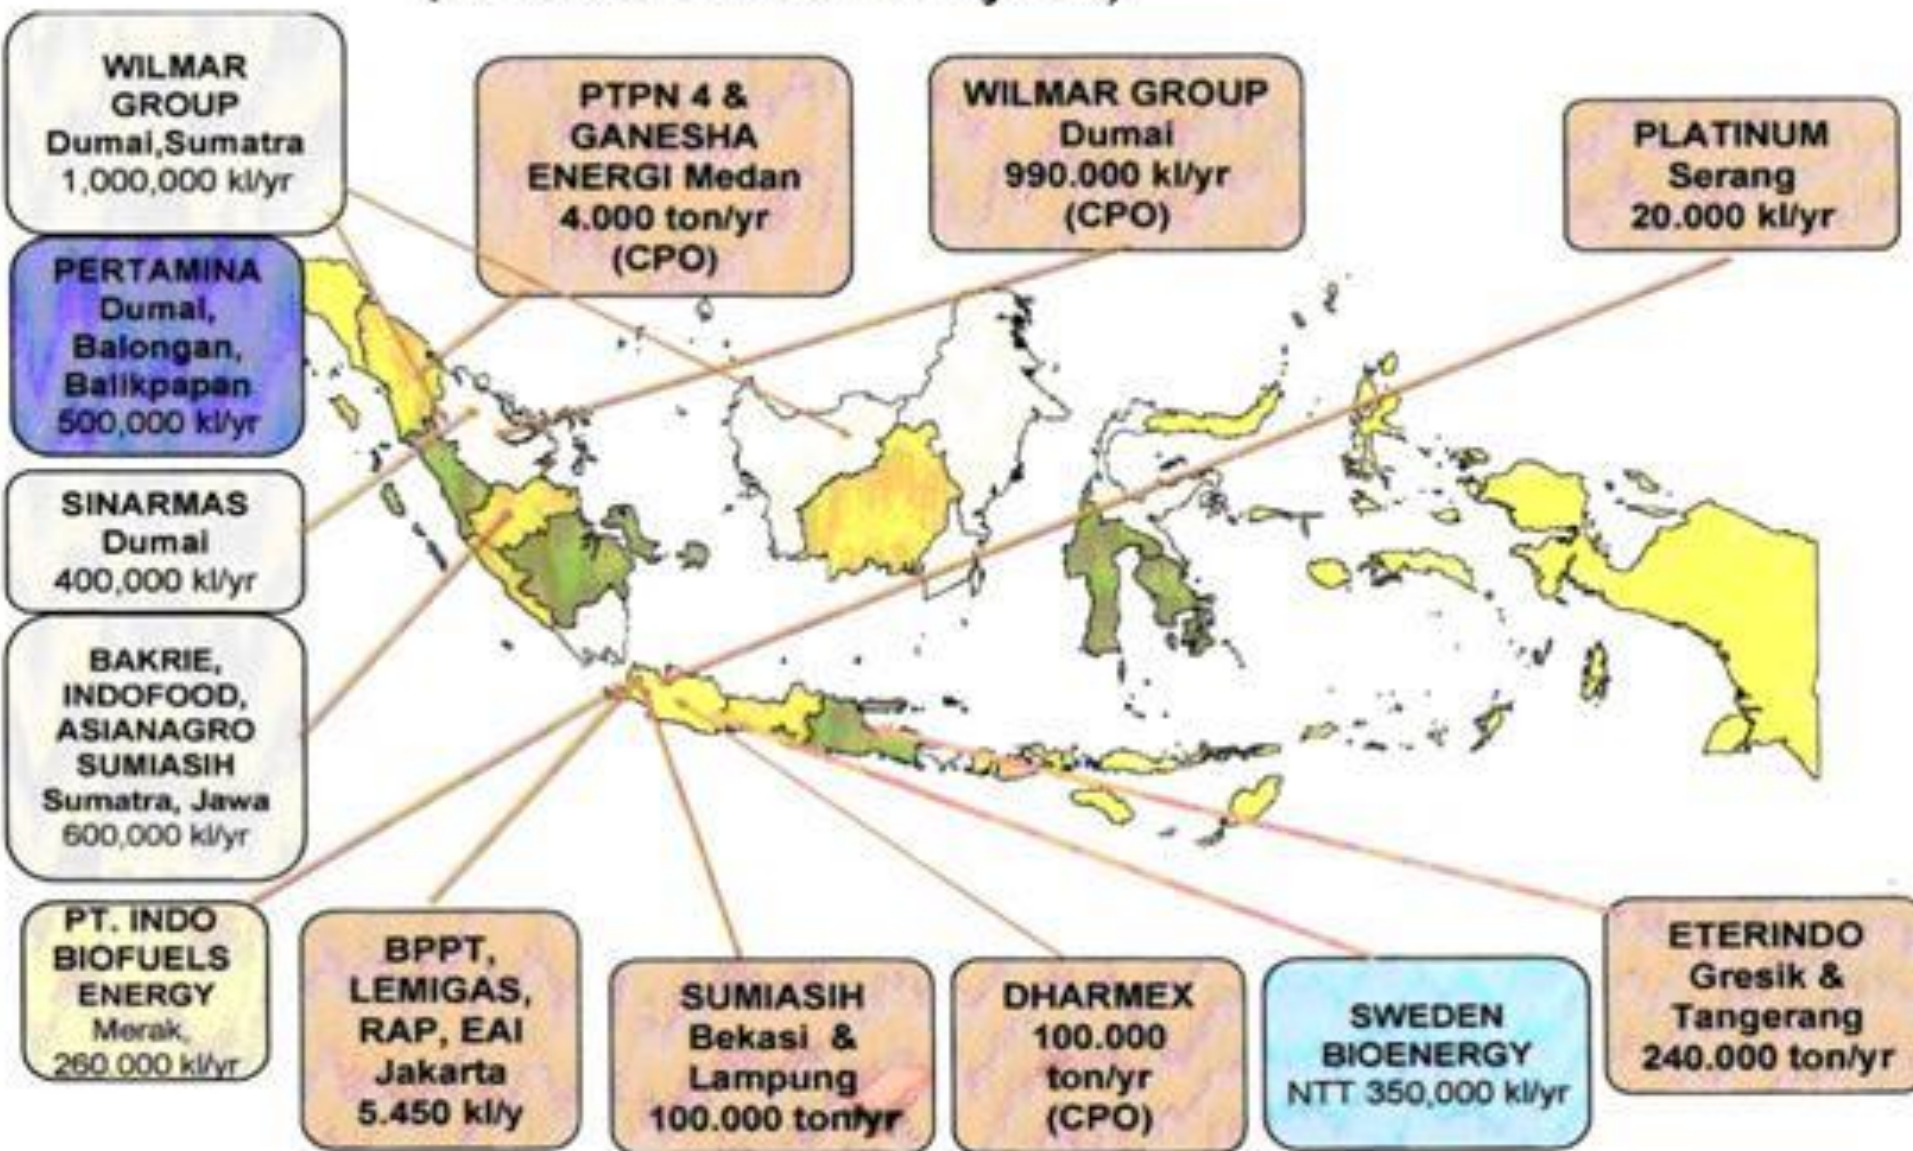 WILMAR
GROUP
Dumai,Sumatra
1,000,000 kl/yr
PTPN 4 &
GANESHA
ENERGI Medan
4.000 ton/yr
(CPO)
WILMAR GROUP
Dumai
990.000 kl/yr
(CPO)
PLATINUM
Serang
20.000 kl/yr
PERTAMINA
Dumai,
Balongan,
Balikpapan
500,000 kl/yr
SINARMAS
Dumai
400,000 kl/yr
BAKRIE,
INDOFOOD,
ASIANAGRO
SUMIASIH
Sumatra, Jawa
600,000 kl/yr
PT. INDO
BIOFUELS
ENERGY
Merak,
260.000 kl/yr
BPPT,
LEMIGAS,
RAP, EAI
Jakarta
5.450 kl/y
SUMIASIH
Bekasi &
Lampung
100.000 ton/yr
DHARMEX
100.000
ton/yr
(CPO)
SWEDEN
BIOENERGY
NTT 350,000 kl/yr
ETERINDO
Gresik &
Tangerang
240.000 ton/yr